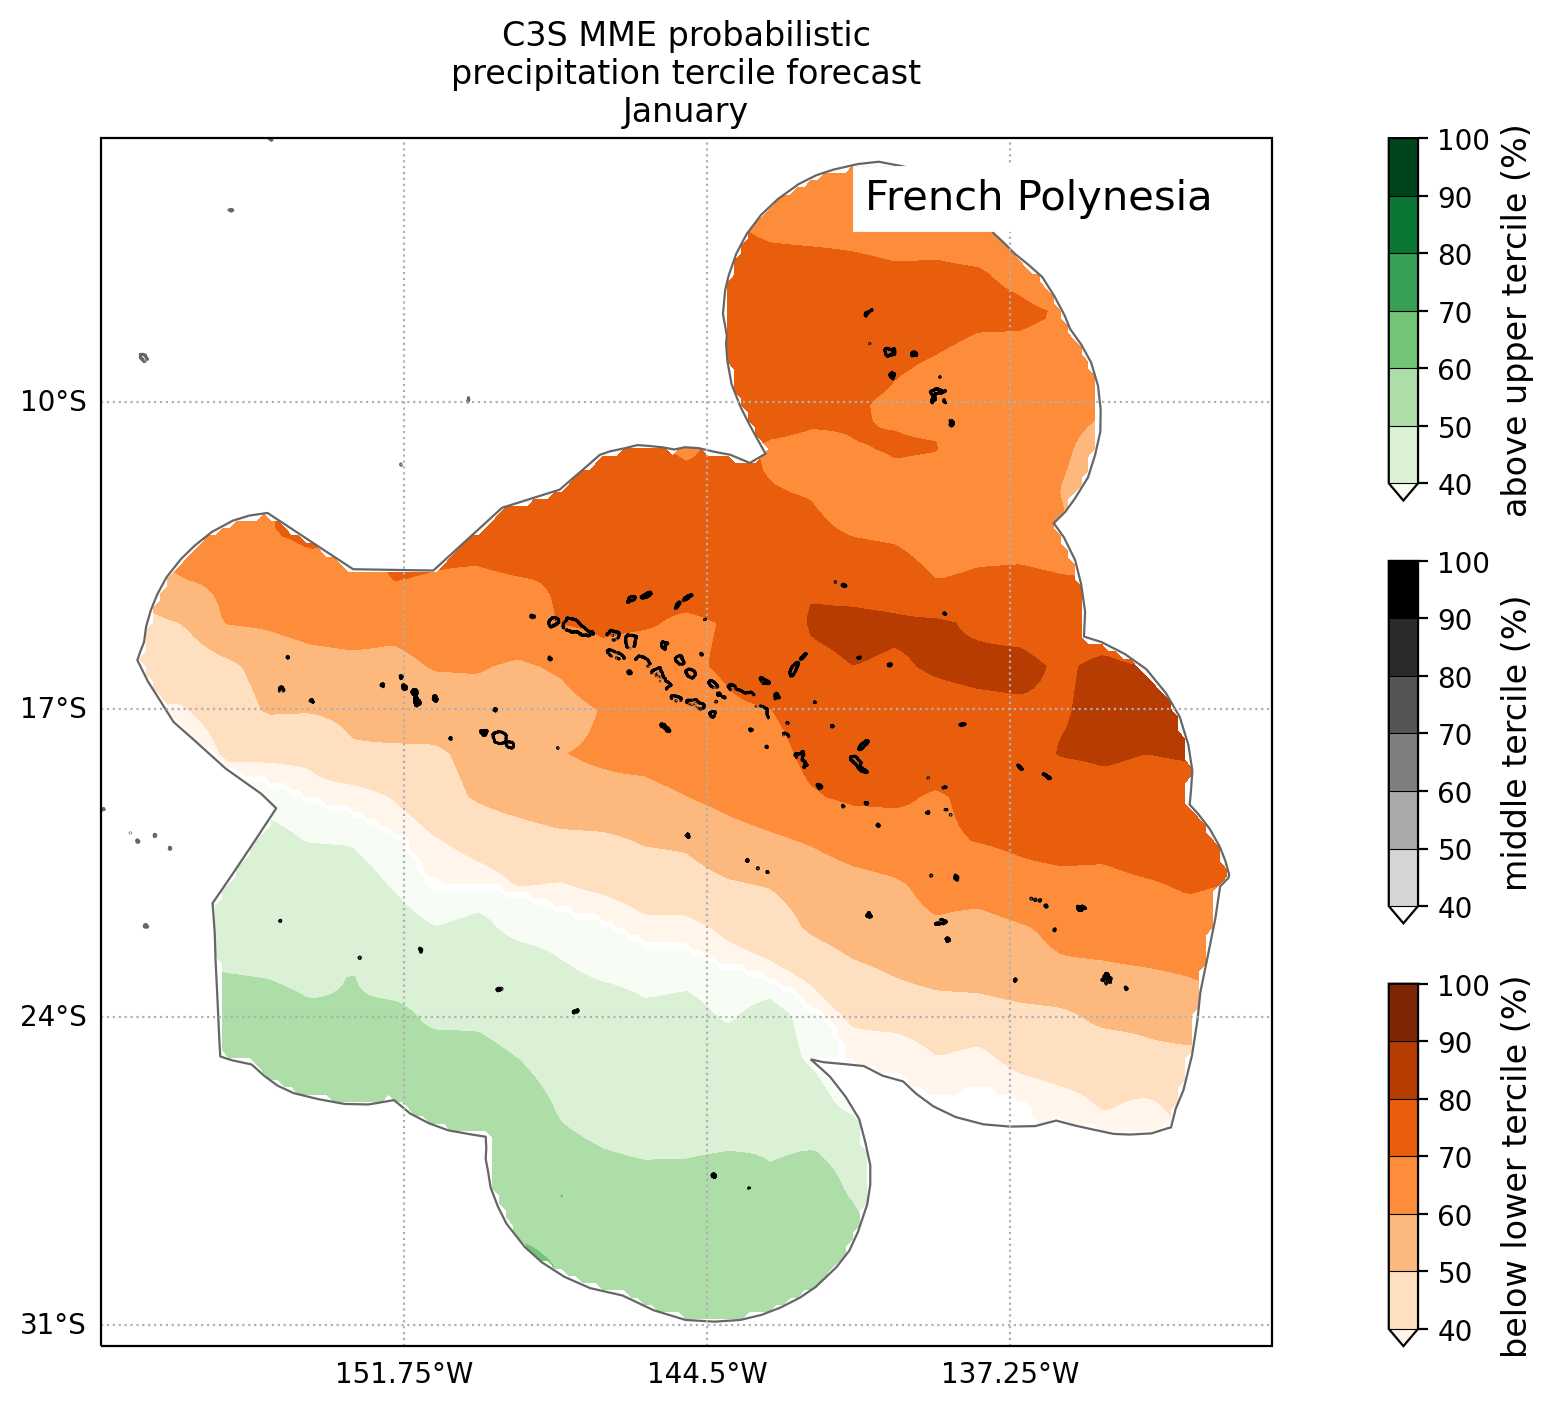 C3S MME probabilistic
precipitation tercile forecast
January
French Polynesia
10°S
17°S
24°S
31°S
151.75°W
144.5°W
137.25°W
100
90
80
70
60
50
40
above upper tercile (%)
100
90
80
70
60
50
40
middle tercile (%)
100
90
80
70
60
50
40
below lower tercile (%)